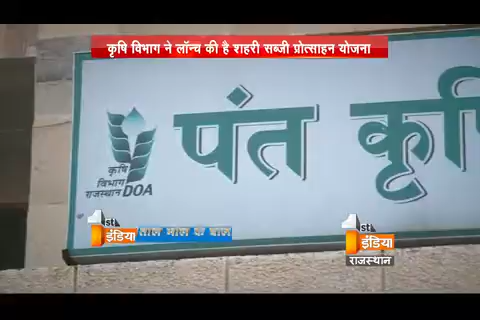 कृषि विभाग ने लॉन्च की है शहरी सब्जी प्रोत्साहन योजना
पंत कृषि
कृषि
विभाग
राजस्थान DOA
1st
इंडिया
ताल मोल के बोल
1st
इंडिया
राजस्थान